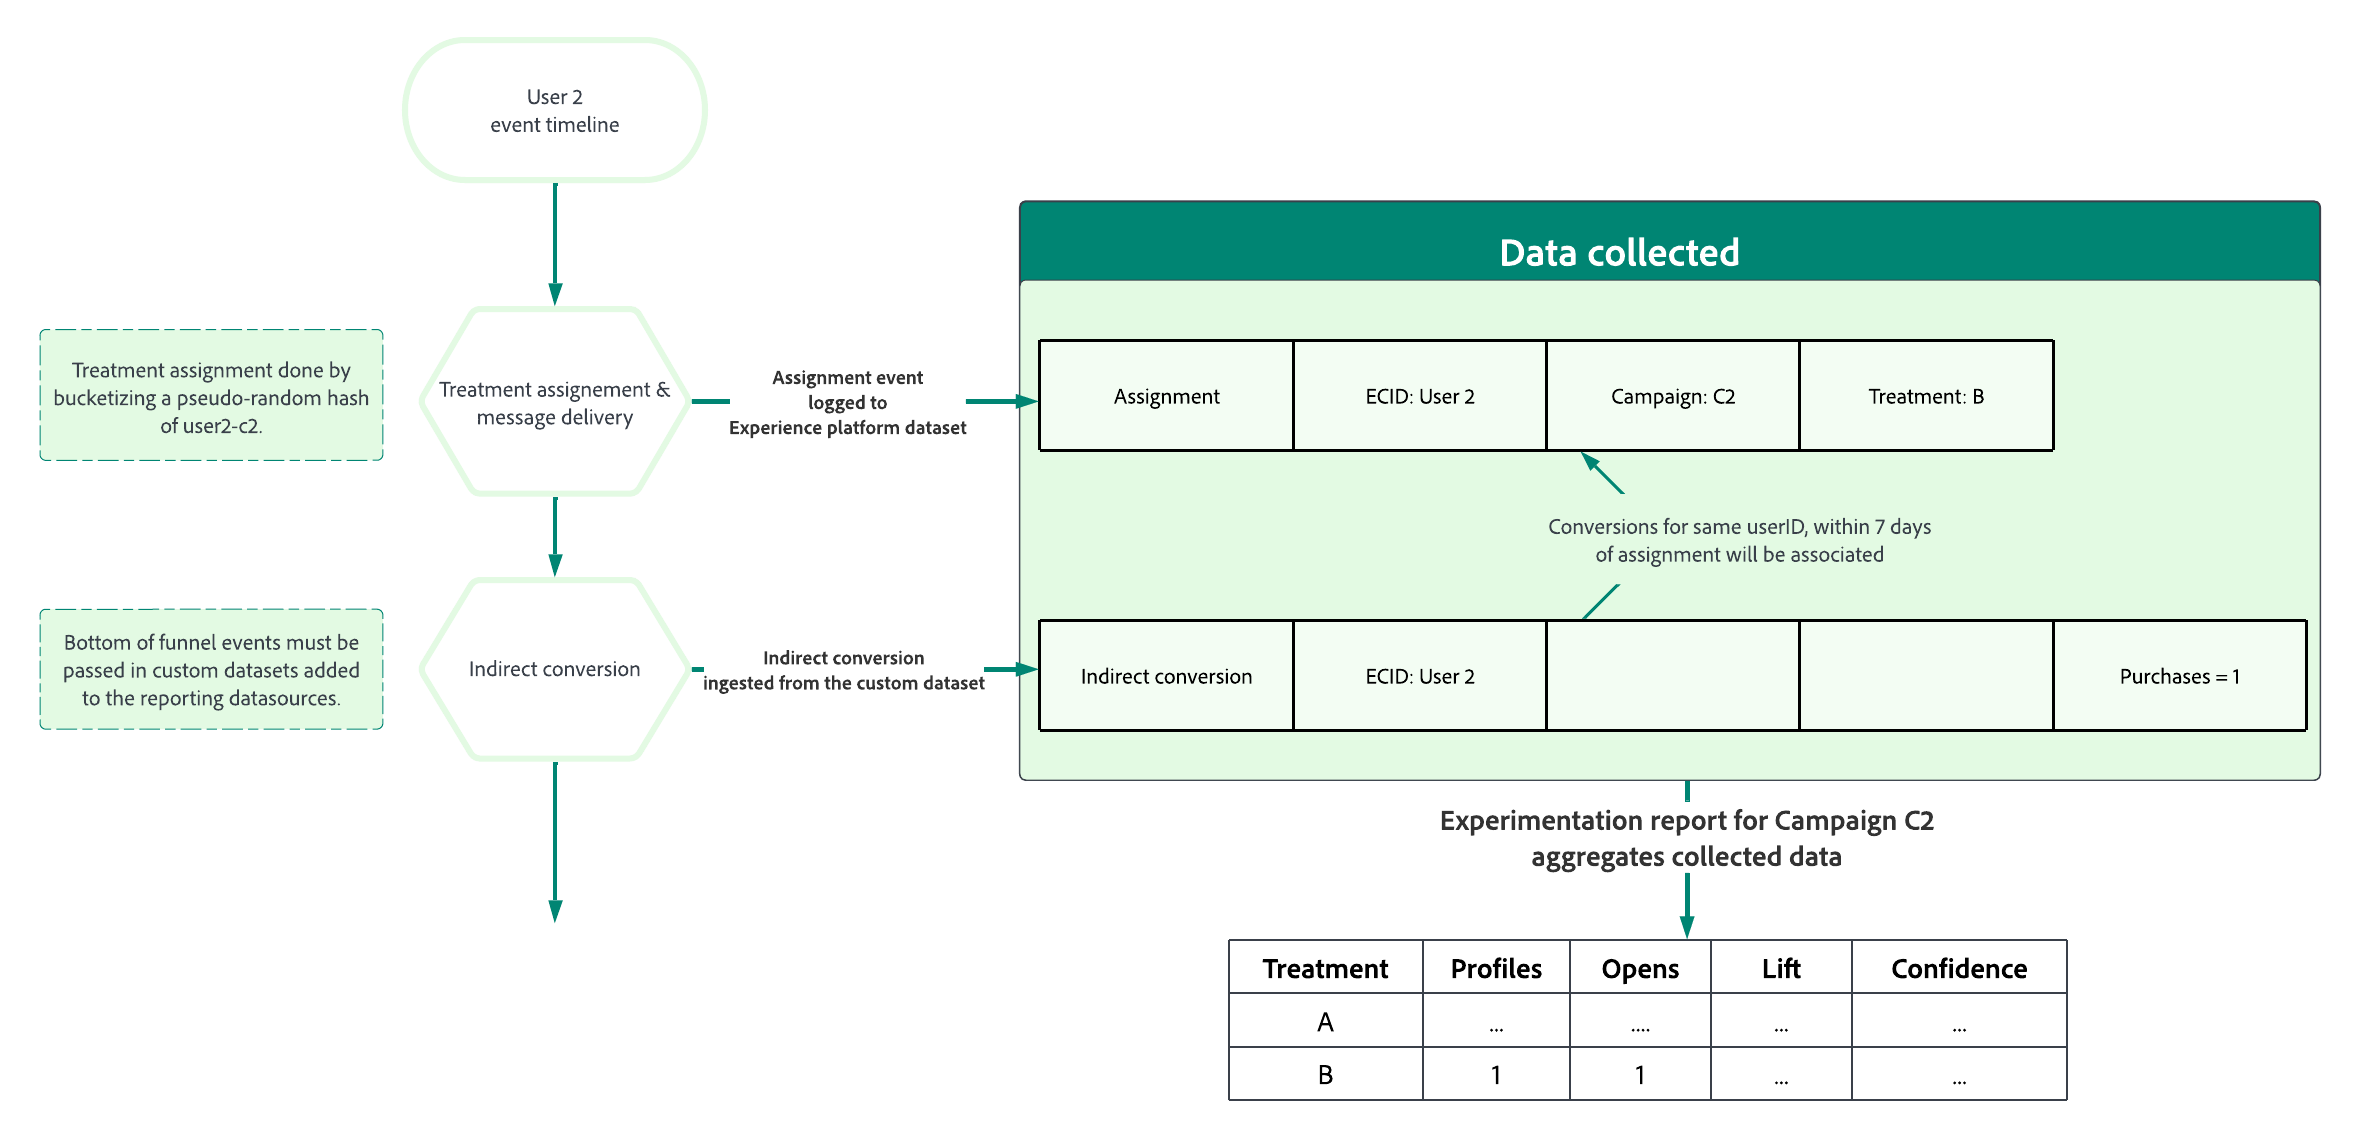 User 2
event timeline
Treatment assignment done by
bucketizing a pseudo-random hash
of user2-c2.
Treatment assignement &
message delivery
Assignment event
logged to
Experience platform dataset
Bottom of funnel events must be
passed in custom datasets added
to the reporting datasources.
Indirect conversion
Indirect conversion
ingested from the custom dataset
Data collected
Assignment
ECID: User 2
Campaign: C2
Treatment: B
Conversions for same userID, within 7 days
of assignment will be associated
Indirect conversion
ECID: User 2
Purchases = 1
Experimentation report for Campaign C2
aggregates collected data
Treatment Profiles Opens Lift Confidence
A ... .... ... ...
B 1 1 ... ...